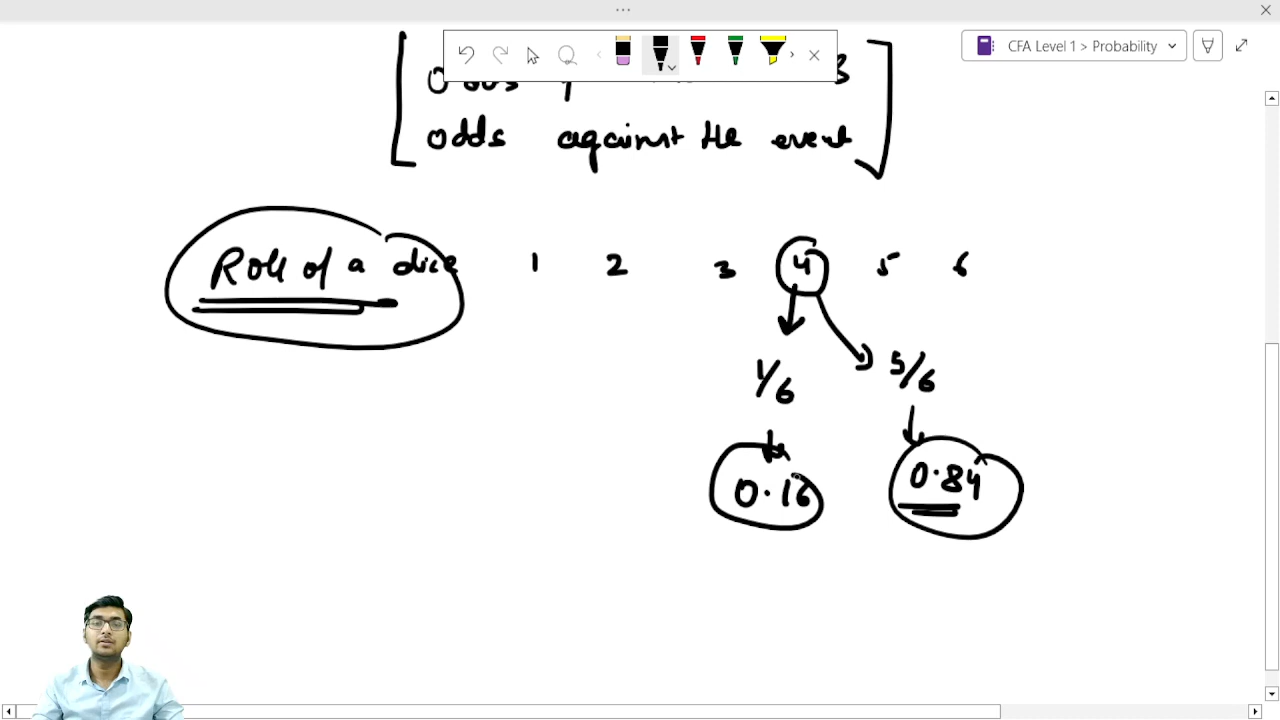 CFA Level 1 > Probability
odds
odds against the event
Roll of a dice 1 2 3 4 5 6
1/6 5/6
0.16 0.84